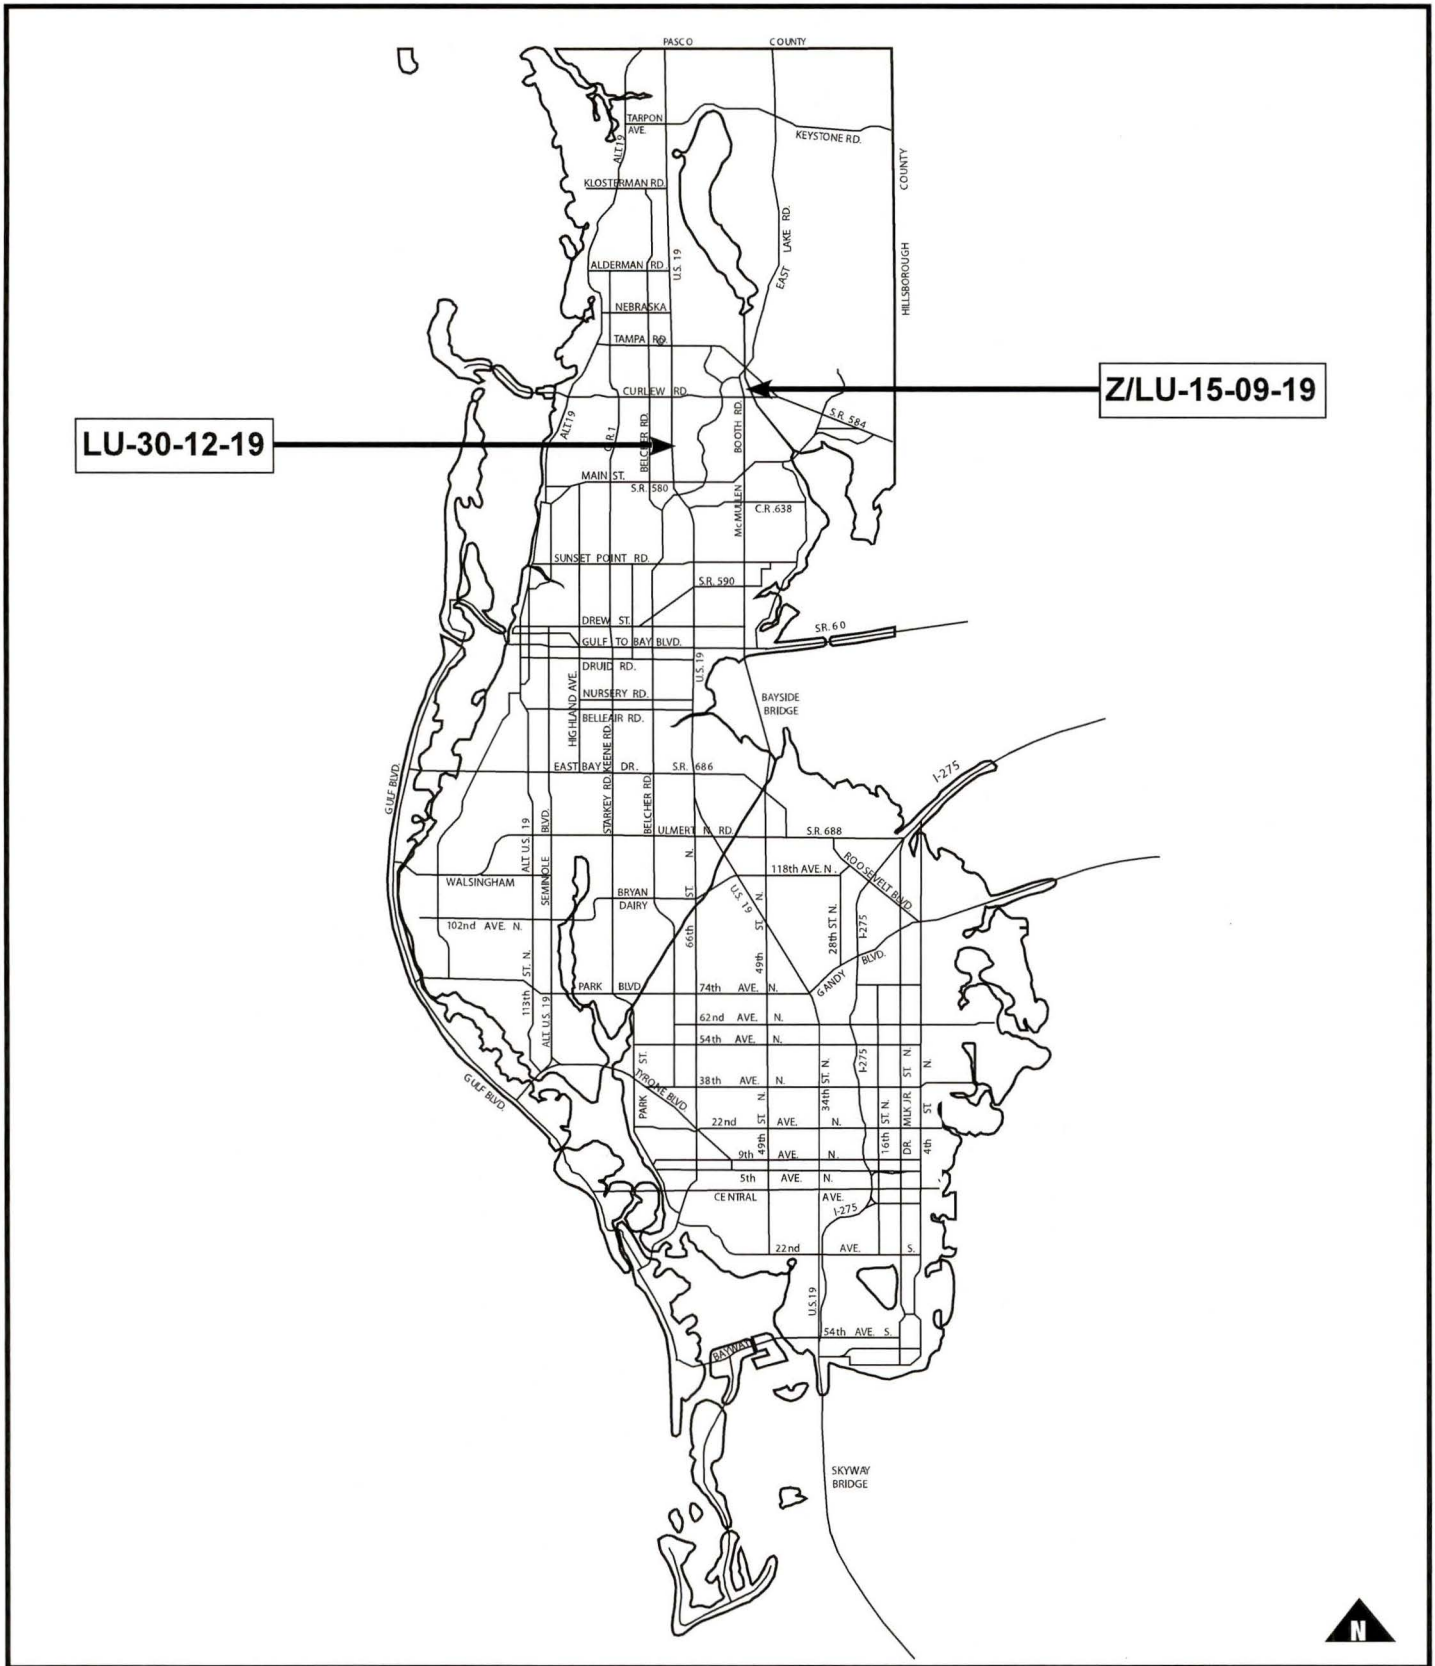 PASCO COUNTY
TARPON
AVE.
KEYSTONE RD.
ALT.19
COUNTY
KLOSTERMAN RD.
EAST LAKE RD.
HILLSBOROUGH
U.S. 19
ALDERMAN RD.
NEBRASKA
TAMPA RD.
Z/LU-15-09-19
CURLEW RD
S.R. 584
ALT.19
C.R.1
BELCHER RD.
BOOTH RD.
LU-30-12-19
MAIN ST.
S.R. 580
McMULLEN
C.R.638
SUNSET POINT RD.
S.R. 590
DREW ST.
SR. 60
GULF TO BAY BLVD.
DRUID RD.
U.S. 19
HIGHLAND AVE.
NURSERY RD.
BAYSIDE
BRIDGE
BELLEAIR RD.
KEENE RD.
EAST BAY DR. S.R. 686
I-275
GULF BLVD.
STARKEY RD.
BELCHER RD.
ALT U.S. 19
SEMINOLE BLVD.
ULMERT N RD.
S.R. 688
ROOSEVELT BLVD.
118th AVE. N.
WALSINGHAM
BRYAN
DAIRY
U.S. 19
66th ST. N.
49th ST. N.
28th ST. N.
I-275
102nd AVE. N.
GANDY BLVD.
113th ST. N.
PARK BLVD
74th AVE. N.
ALT U.S. 19
62nd AVE. N.
54th AVE. N.
I-275
GULF BLVD.
PARK ST.
TYRONE BLVD
38th AVE. N.
34th ST. N.
49th ST. N.
16th ST. N.
DR. MLK JR. ST. N.
4th ST. N.
22nd AVE. N.
9th AVE. N.
5th AVE. N.
CENTRAL AVE.
I-275
22nd AVE. S.
U.S.19
54th AVE. S.
BAYWAY
SKYWAY
BRIDGE
N